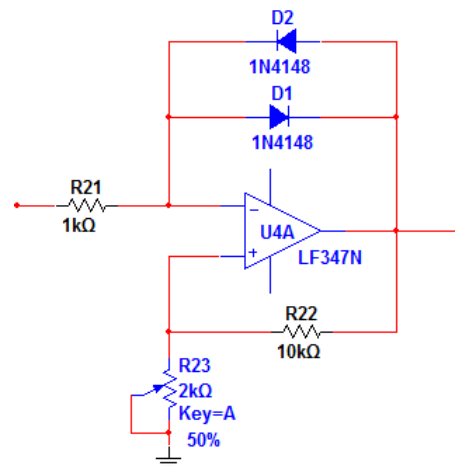 D2
1N4148
D1
1N4148
R21
1kΩ
U4A
LF347N
R22
10kΩ
R23
2kΩ
Key=A
50%